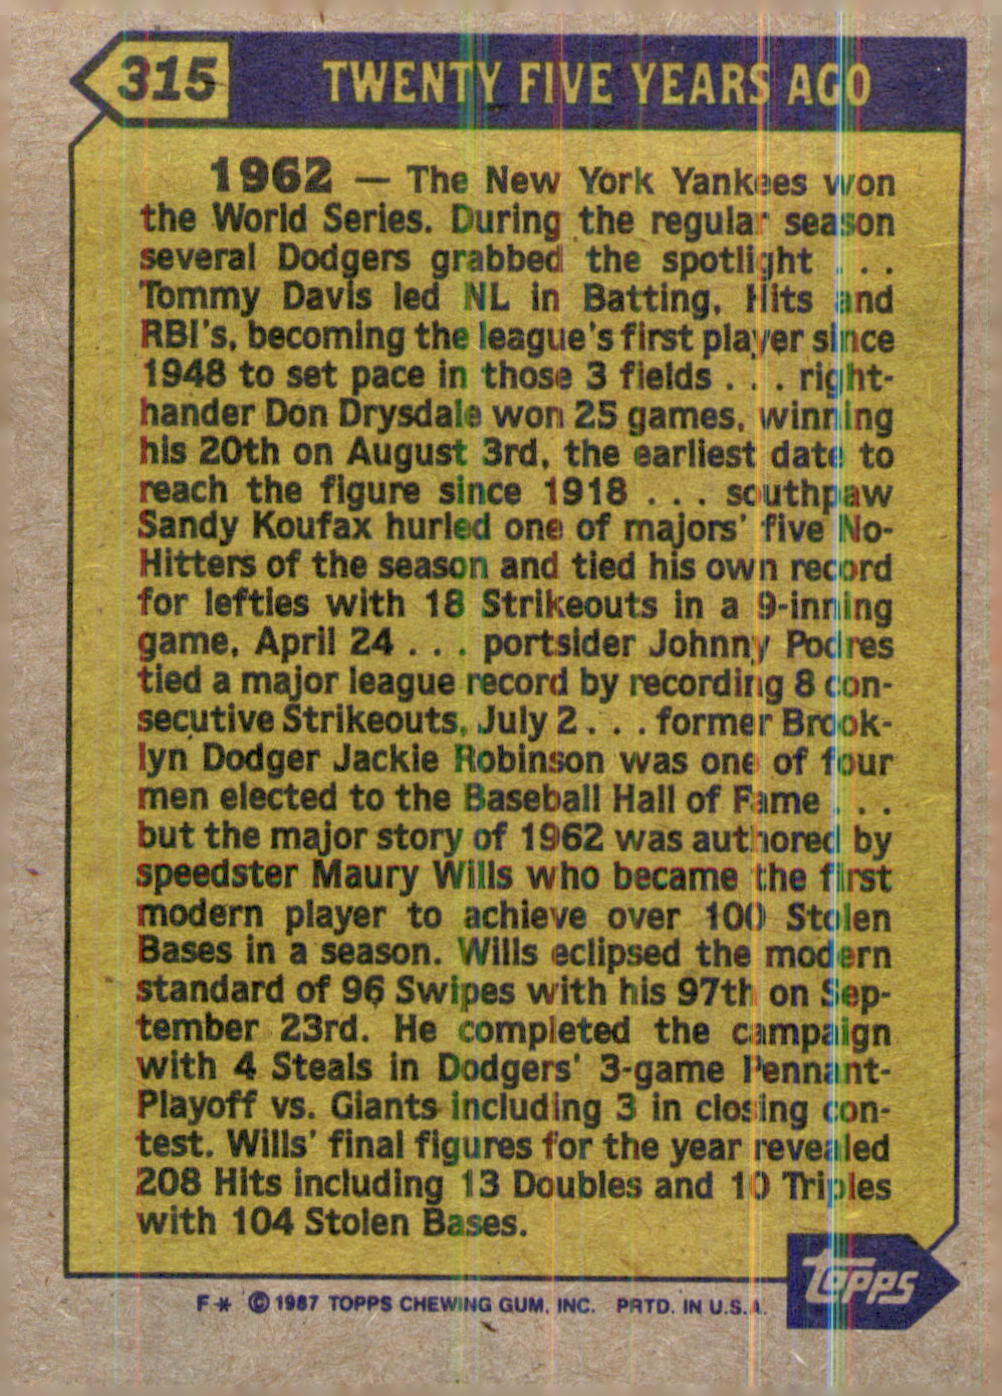 315 TWENTY FIVE YEARS AGO
1962 — The New York Yankees won
the World Series. During the regular season
several Dodgers grabbed the spotlight . . .
Tommy Davis led NL in Batting, Hits and
RBI's, becoming the league's first player since
1948 to set pace in those 3 fields . . . right-
hander Don Drysdale won 25 games, winning
his 20th on August 3rd, the earliest date to
reach the figure since 1918 . . . southpaw
Sandy Koufax hurled one of majors' five No-
Hitters of the season and tied his own record
for lefties with 18 Strikeouts in a 9-inning
game, April 24 . . . portsider Johnny Podres
tied a major league record by recording 8 con-
secutive Strikeouts, July 2 . . . former Brook-
lyn Dodger Jackie Robinson was one of four
men elected to the Baseball Hall of Fame . . .
but the major story of 1962 was authored by
speedster Maury Wills who became the first
modern player to achieve over 100 Stolen
Bases in a season. Wills eclipsed the modern
standard of 96 Swipes with his 97th on Sep-
tember 23rd. He completed the campaign
with 4 Steals in Dodgers' 3-game Pennant-
Playoff vs. Giants including 3 in closing con-
test. Wills' final figures for the year revealed
208 Hits including 13 Doubles and 10 Triples
with 104 Stolen Bases.
topps
F* © 1987 TOPPS CHEWING GUM, INC. PRTD. IN U.S.A.